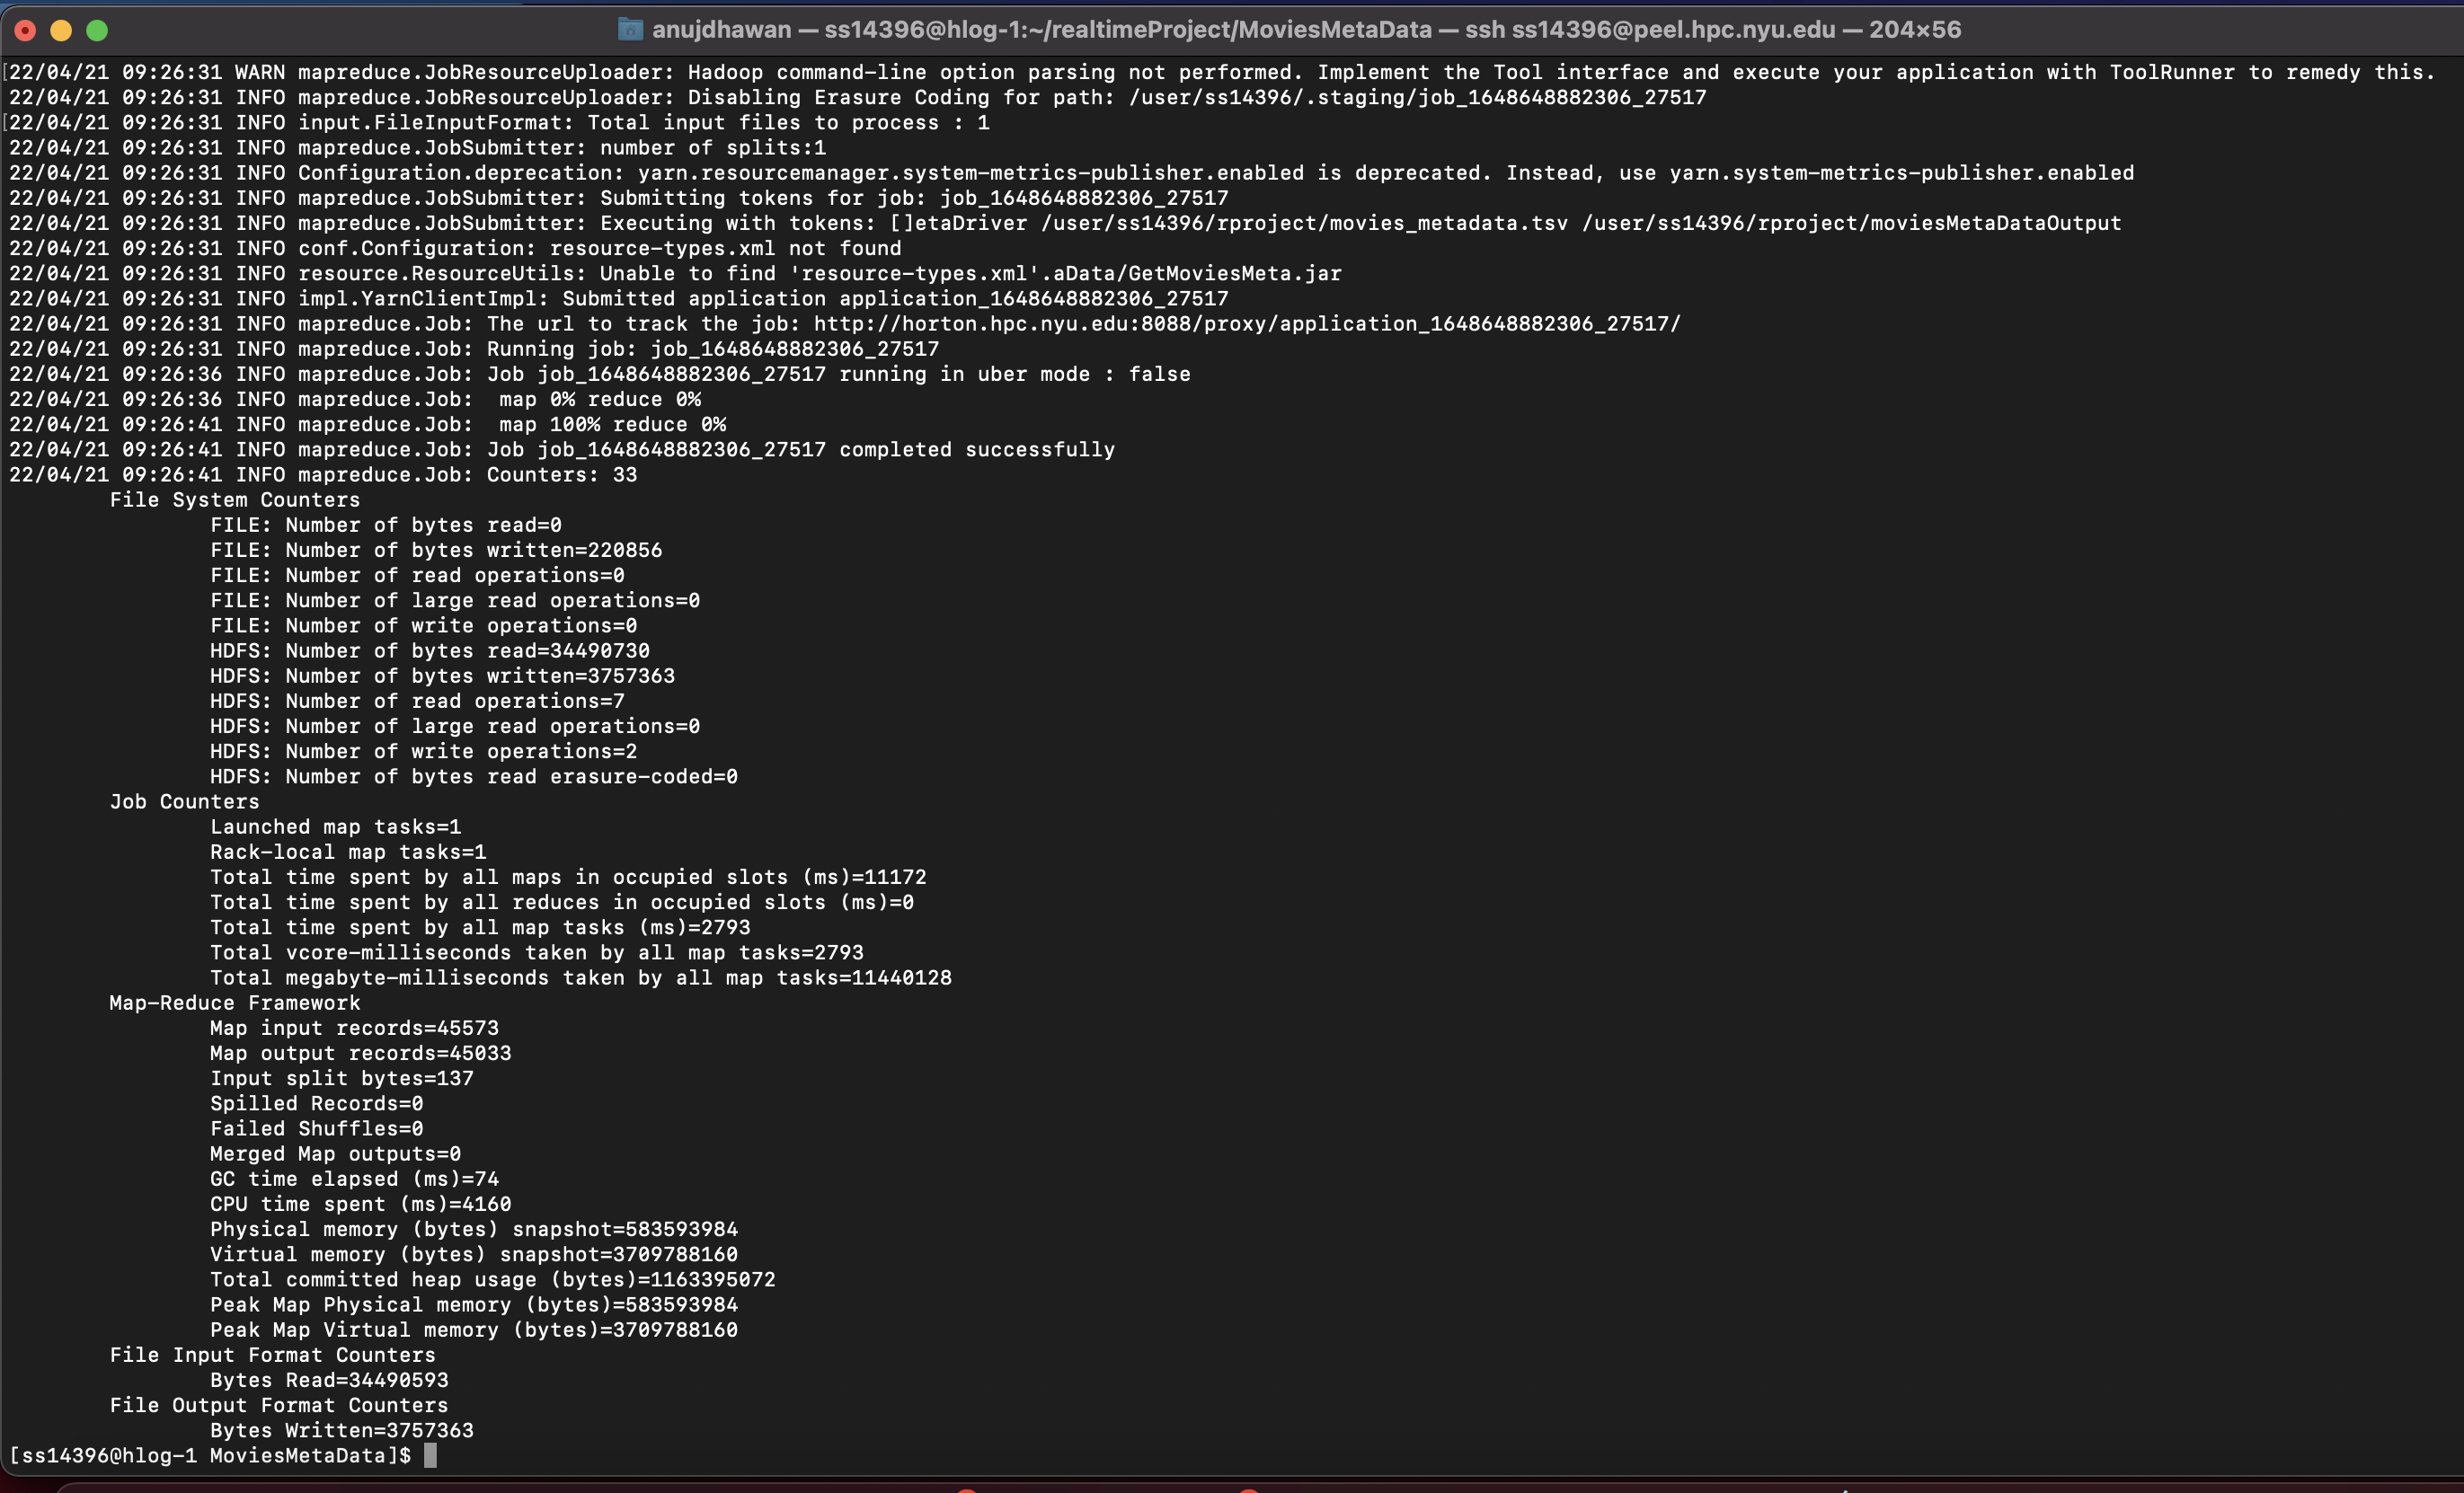 anujdhawan — ss14396@hlog-1:~/realtimeProject/MoviesMetaData — ssh ss14396@peel.hpc.nyu.edu — 204×56
[22/04/21 09:26:31 WARN mapreduce.JobResourceUploader: Hadoop command-line option parsing not performed. Implement the Tool interface and execute your application with ToolRunner to remedy this.
22/04/21 09:26:31 INFO mapreduce.JobResourceUploader: Disabling Erasure Coding for path: /user/ss14396/.staging/job_1648648882306_27517
[22/04/21 09:26:31 INFO input.FileInputFormat: Total input files to process : 1
22/04/21 09:26:31 INFO mapreduce.JobSubmitter: number of splits:1
22/04/21 09:26:31 INFO Configuration.deprecation: yarn.resourcemanager.system-metrics-publisher.enabled is deprecated. Instead, use yarn.system-metrics-publisher.enabled
22/04/21 09:26:31 INFO mapreduce.JobSubmitter: Submitting tokens for job: job_1648648882306_27517
22/04/21 09:26:31 INFO mapreduce.JobSubmitter: Executing with tokens: []etaDriver /user/ss14396/rproject/movies_metadata.tsv /user/ss14396/rproject/moviesMetaDataOutput
22/04/21 09:26:31 INFO conf.Configuration: resource-types.xml not found
22/04/21 09:26:31 INFO resource.ResourceUtils: Unable to find 'resource-types.xml'.aData/GetMoviesMeta.jar
22/04/21 09:26:31 INFO impl.YarnClientImpl: Submitted application application_1648648882306_27517
22/04/21 09:26:31 INFO mapreduce.Job: The url to track the job: http://horton.hpc.nyu.edu:8088/proxy/application_1648648882306_27517/
22/04/21 09:26:31 INFO mapreduce.Job: Running job: job_1648648882306_27517
22/04/21 09:26:36 INFO mapreduce.Job: Job job_1648648882306_27517 running in uber mode : false
22/04/21 09:26:36 INFO mapreduce.Job:  map 0% reduce 0%
22/04/21 09:26:41 INFO mapreduce.Job:  map 100% reduce 0%
22/04/21 09:26:41 INFO mapreduce.Job: Job job_1648648882306_27517 completed successfully
22/04/21 09:26:41 INFO mapreduce.Job: Counters: 33
File System Counters
FILE: Number of bytes read=0
FILE: Number of bytes written=220856
FILE: Number of read operations=0
FILE: Number of large read operations=0
FILE: Number of write operations=0
HDFS: Number of bytes read=34490730
HDFS: Number of bytes written=3757363
HDFS: Number of read operations=7
HDFS: Number of large read operations=0
HDFS: Number of write operations=2
HDFS: Number of bytes read erasure-coded=0
Job Counters
Launched map tasks=1
Rack-local map tasks=1
Total time spent by all maps in occupied slots (ms)=11172
Total time spent by all reduces in occupied slots (ms)=0
Total time spent by all map tasks (ms)=2793
Total vcore-milliseconds taken by all map tasks=2793
Total megabyte-milliseconds taken by all map tasks=11440128
Map-Reduce Framework
Map input records=45573
Map output records=45033
Input split bytes=137
Spilled Records=0
Failed Shuffles=0
Merged Map outputs=0
GC time elapsed (ms)=74
CPU time spent (ms)=4160
Physical memory (bytes) snapshot=583593984
Virtual memory (bytes) snapshot=3709788160
Total committed heap usage (bytes)=1163395072
Peak Map Physical memory (bytes)=583593984
Peak Map Virtual memory (bytes)=3709788160
File Input Format Counters
Bytes Read=34490593
File Output Format Counters
Bytes Written=3757363
[ss14396@hlog-1 MoviesMetaData]$